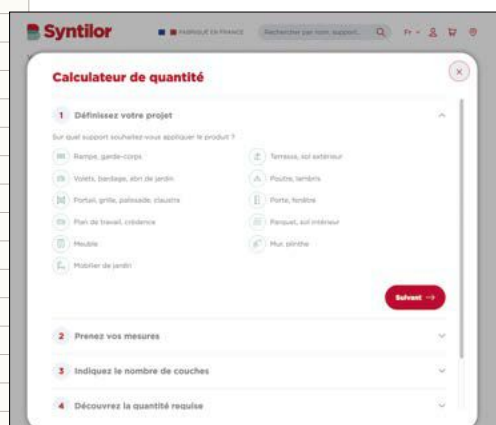 Syntilor
FABRIQUÉ EN FRANCE
Rechercher par nom, support...
Fr
Calculateur de quantité
1 Définissez votre projet
Sur quel support souhaitez-vous appliquer le produit ?
Rampe, garde-corps
Terrasse, sol extérieur
Volets, bardage, abri de jardin
Poutre, lambris
Portail, grille, palissade, claustra
Porte, fenêtre
Plan de travail, crédence
Parquet, sol intérieur
Meuble
Mur, plinthe
Mobilier de jardin
Suivant →
2 Prenez vos mesures
3 Indiquez le nombre de couches
4 Découvrez la quantité requise